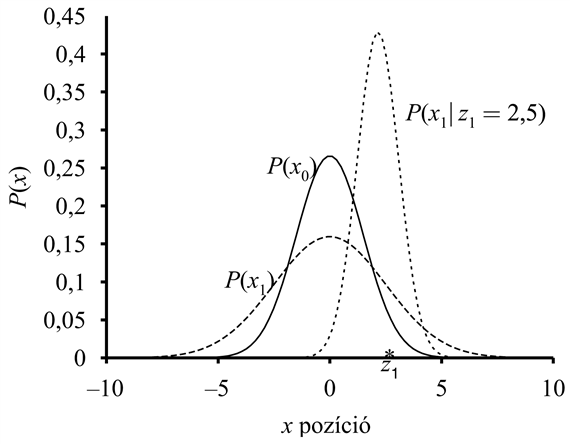 0,45
0,4
0,35
0,3
0,25
0,2
0,15
0,1
0,05
0
P(x)
P(x₁| z₁ = 2,5)
P(x₀)
P(x₁)
*
z₁
−10 −5 0 5 10
x pozíció